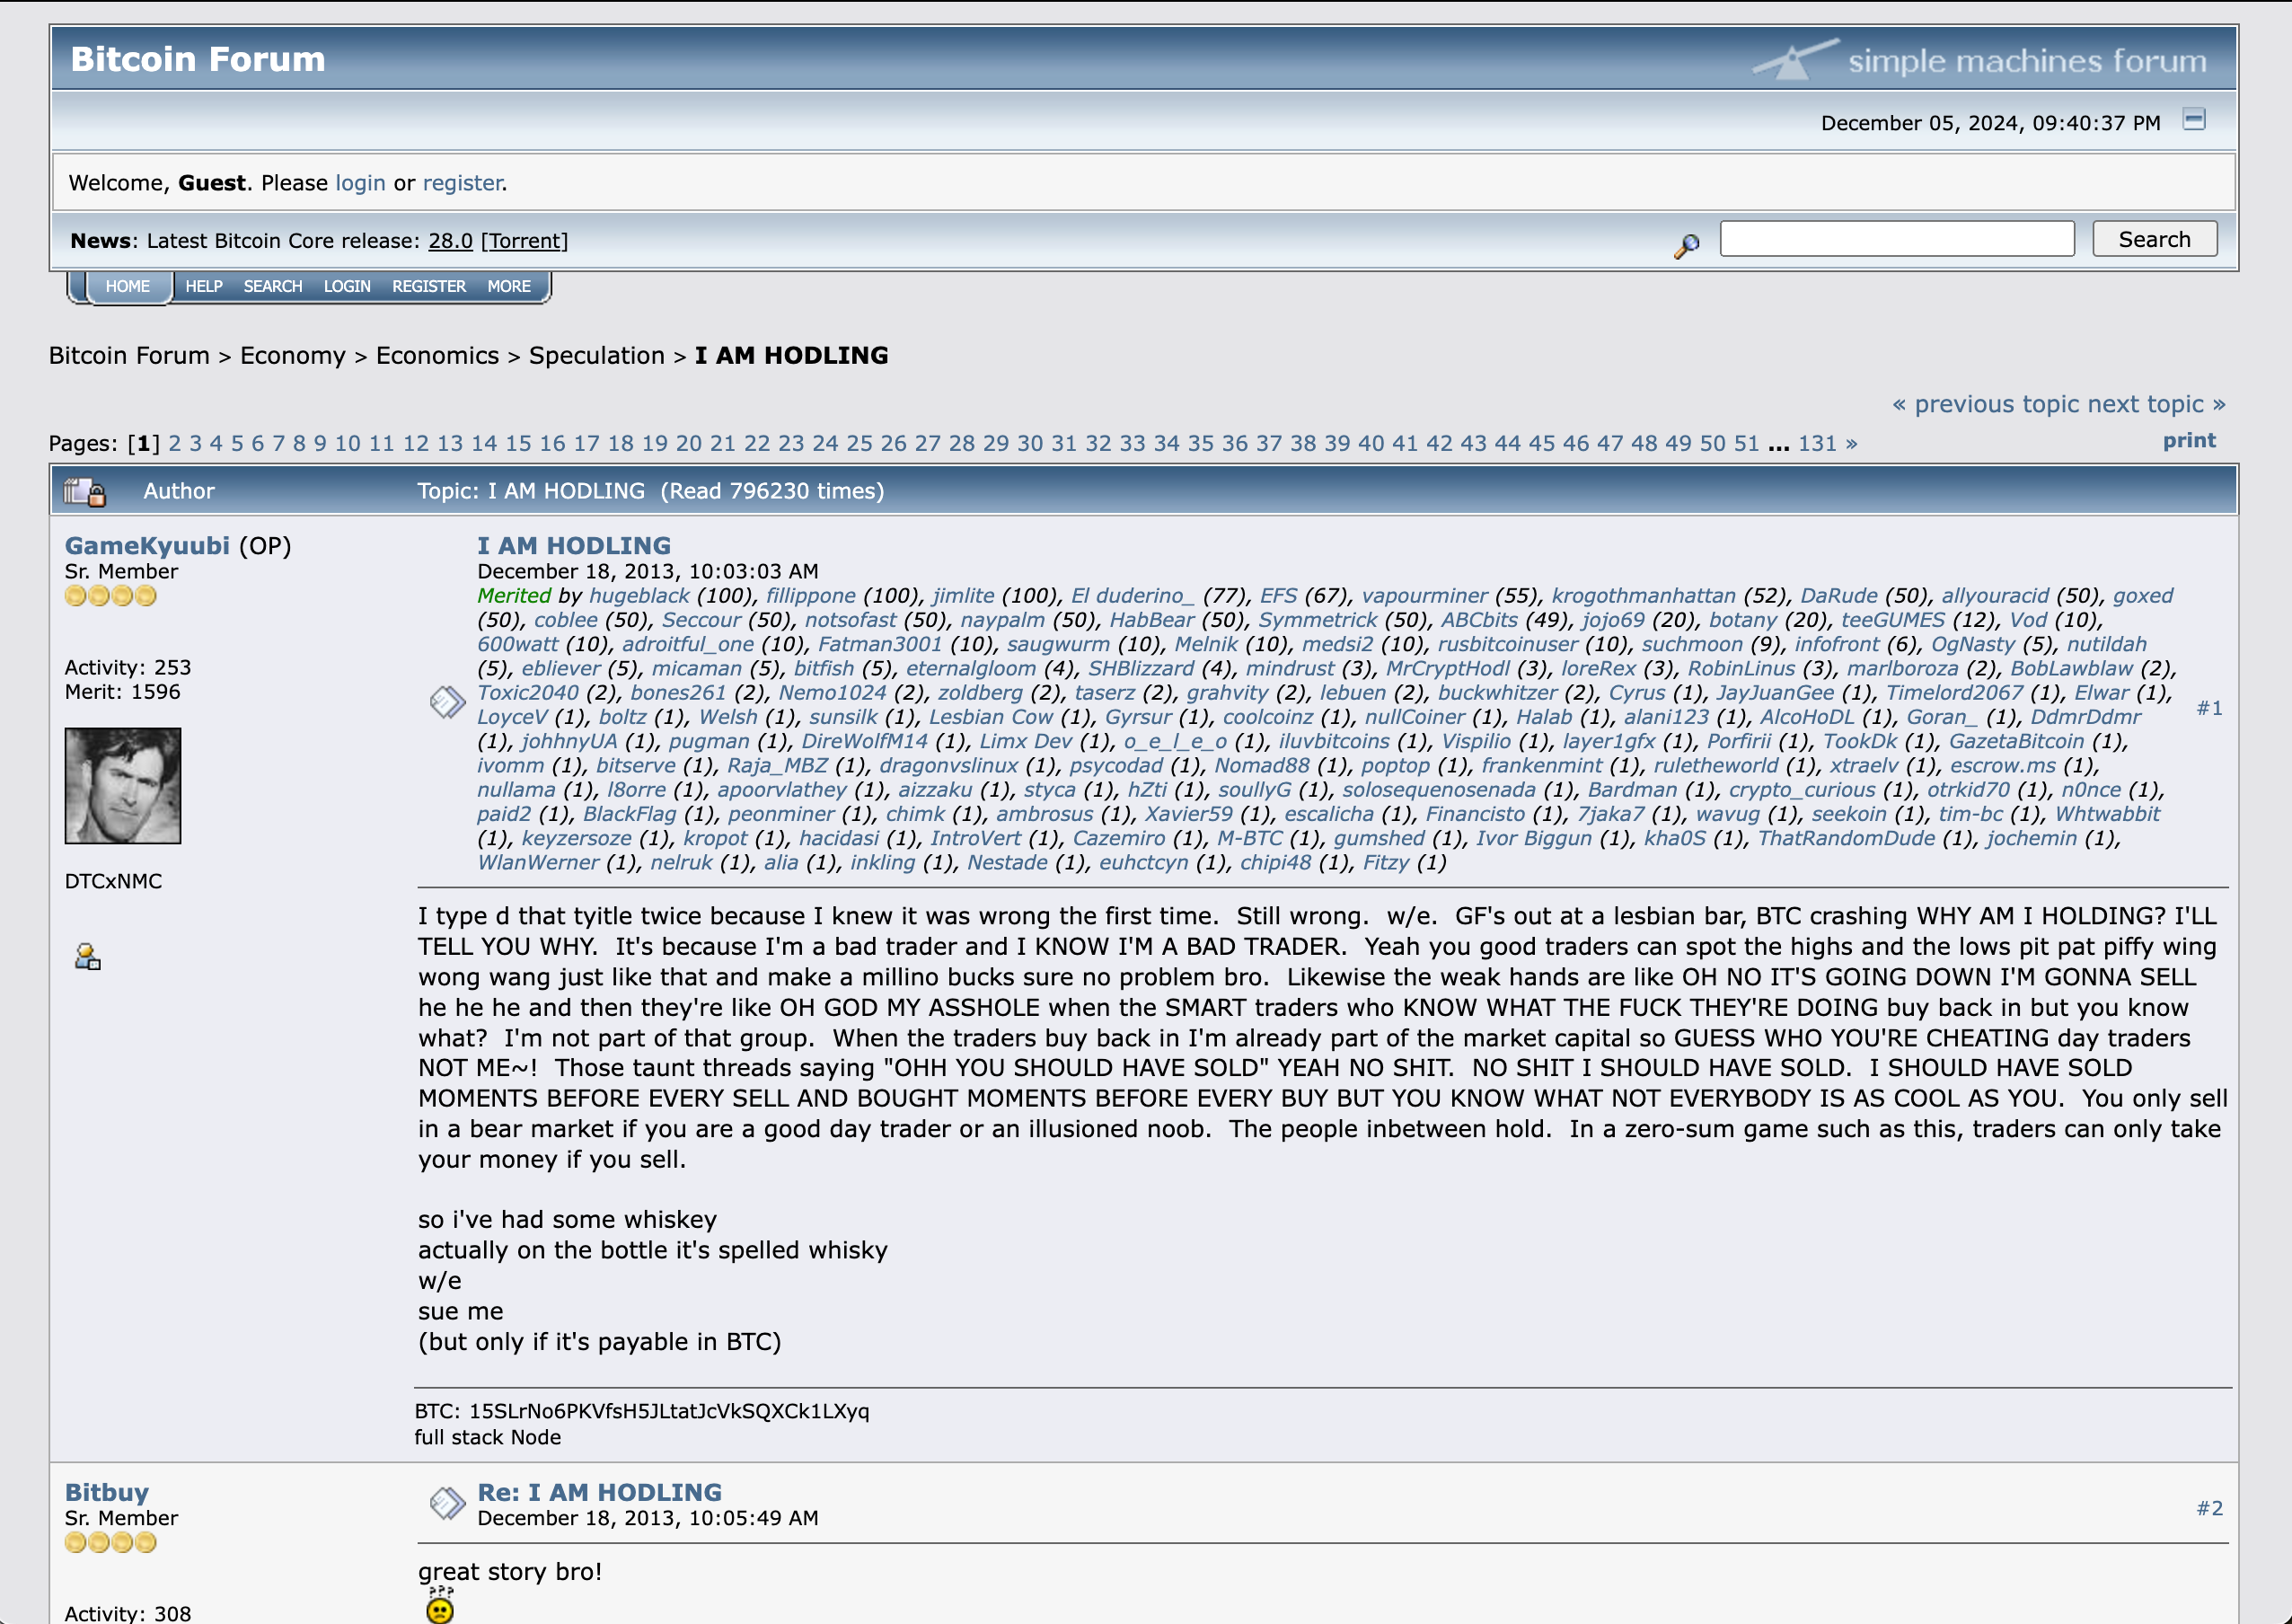 Bitcoin Forum
simple machines forum
December 05, 2024, 09:40:37 PM
Welcome, Guest. Please login or register.
News: Latest Bitcoin Core release: 28.0 [Torrent]
Search
HOME HELP SEARCH LOGIN REGISTER MORE
Bitcoin Forum > Economy > Economics > Speculation > I AM HODLING
« previous topic next topic »
Pages: [1] 2 3 4 5 6 7 8 9 10 11 12 13 14 15 16 17 18 19 20 21 22 23 24 25 26 27 28 29 30 31 32 33 34 35 36 37 38 39 40 41 42 43 44 45 46 47 48 49 50 51 ... 131 »
print
Author
Topic: I AM HODLING (Read 796230 times)
GameKyuubi (OP)
Sr. Member
Activity: 253
Merit: 1596
DTCxNMC
I AM HODLING
December 18, 2013, 10:03:03 AM
Merited by hugeblack (100), fillippone (100), jimlite (100), El duderino_ (77), EFS (67), vapourminer (55), krogothmanhattan (52), DaRude (50), allyouracid (50), goxed
(50), coblee (50), Seccour (50), notsofast (50), naypalm (50), HabBear (50), Symmetrick (50), ABCbits (49), jojo69 (20), botany (20), teeGUMES (12), Vod (10),
600watt (10), adroitful_one (10), Fatman3001 (10), saugwurm (10), Melnik (10), medsi2 (10), rusbitcoinuser (10), suchmoon (9), infofront (6), OgNasty (5), nutildah
(5), ebliever (5), micaman (5), bitfish (5), eternalgloom (4), SHBlizzard (4), mindrust (3), MrCryptHodl (3), loreRex (3), RobinLinus (3), marlboroza (2), BobLawblaw (2),
Toxic2040 (2), bones261 (2), Nemo1024 (2), zoldberg (2), taserz (2), grahvity (2), lebuen (2), buckwhitzer (2), Cyrus (1), JayJuanGee (1), Timelord2067 (1), Elwar (1),
LoyceV (1), boltz (1), Welsh (1), sunsilk (1), Lesbian Cow (1), Gyrsur (1), coolcoinz (1), nullCoiner (1), Halab (1), alani123 (1), AlcoHoDL (1), Goran_ (1), DdmrDdmr
(1), johhnyUA (1), pugman (1), DireWolfM14 (1), Limx Dev (1), o_e_l_e_o (1), iluvbitcoins (1), Vispilio (1), layer1gfx (1), Porfirii (1), TookDk (1), GazetaBitcoin (1),
ivomm (1), bitserve (1), Raja_MBZ (1), dragonvslinux (1), psycodad (1), Nomad88 (1), poptop (1), frankenmint (1), ruletheworld (1), xtraelv (1), escrow.ms (1),
nullama (1), l8orre (1), apoorvlathey (1), aizzaku (1), styca (1), hZti (1), soullyG (1), solosequenosenada (1), Bardman (1), crypto_curious (1), otrkid70 (1), n0nce (1),
paid2 (1), BlackFlag (1), peonminer (1), chimk (1), ambrosus (1), Xavier59 (1), escalicha (1), Financisto (1), 7jaka7 (1), wavug (1), seekoin (1), tim-bc (1), Whtwabbit
(1), keyzersoze (1), kropot (1), hacidasi (1), IntroVert (1), Cazemiro (1), M-BTC (1), gumshed (1), Ivor Biggun (1), kha0S (1), ThatRandomDude (1), jochemin (1),
WlanWerner (1), nelruk (1), alia (1), inkling (1), Nestade (1), euhctcyn (1), chipi48 (1), Fitzy (1)
#1
I type d that tyitle twice because I knew it was wrong the first time. Still wrong. w/e. GF's out at a lesbian bar, BTC crashing WHY AM I HOLDING? I'LL
TELL YOU WHY. It's because I'm a bad trader and I KNOW I'M A BAD TRADER. Yeah you good traders can spot the highs and the lows pit pat piffy wing
wong wang just like that and make a millino bucks sure no problem bro. Likewise the weak hands are like OH NO IT'S GOING DOWN I'M GONNA SELL
he he he and then they're like OH GOD MY ASSHOLE when the SMART traders who KNOW WHAT THE FUCK THEY'RE DOING buy back in but you know
what? I'm not part of that group. When the traders buy back in I'm already part of the market capital so GUESS WHO YOU'RE CHEATING day traders
NOT ME~! Those taunt threads saying "OHH YOU SHOULD HAVE SOLD" YEAH NO SHIT. NO SHIT I SHOULD HAVE SOLD. I SHOULD HAVE SOLD
MOMENTS BEFORE EVERY SELL AND BOUGHT MOMENTS BEFORE EVERY BUY BUT YOU KNOW WHAT NOT EVERYBODY IS AS COOL AS YOU. You only sell
in a bear market if you are a good day trader or an illusioned noob. The people inbetween hold. In a zero-sum game such as this, traders can only take
your money if you sell.
so i've had some whiskey
actually on the bottle it's spelled whisky
w/e
sue me
(but only if it's payable in BTC)
BTC: 15SLrNo6PKVfsH5JLtatJcVkSQXCk1LXyq
full stack Node
Bitbuy
Sr. Member
Activity: 308
Re: I AM HODLING
December 18, 2013, 10:05:49 AM
#2
great story bro!
???